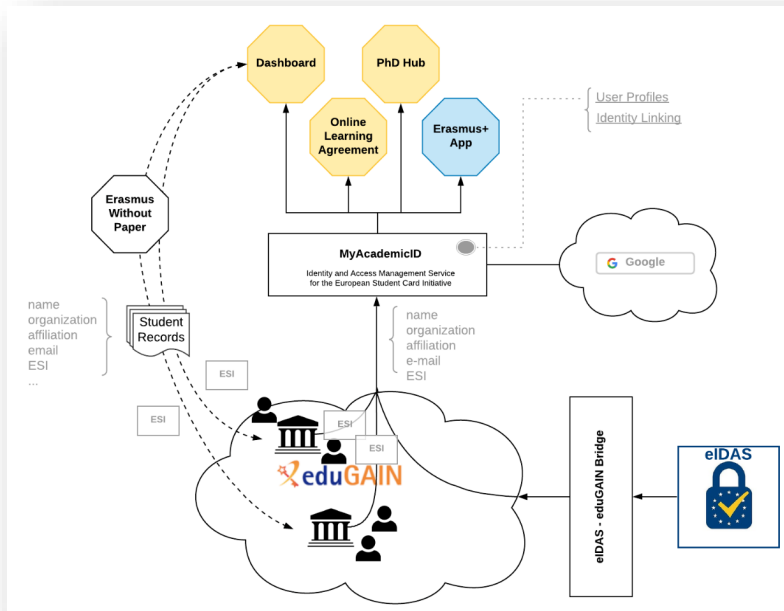 Dashboard
PhD Hub
Online
Learning
Agreement
Erasmus+
App
User Profiles
Identity Linking
Erasmus
Without
Paper
MyAcademicID
Identity and Access Management Service
for the European Student Card Initiative
Google
name
organization
affiliation
email
ESI
...
Student
Records
name
organization
affiliation
e-mail
ESI
ESI
ESI
ESI
ESI
eduGAIN
eIDAS - eduGAIN Bridge
eIDAS